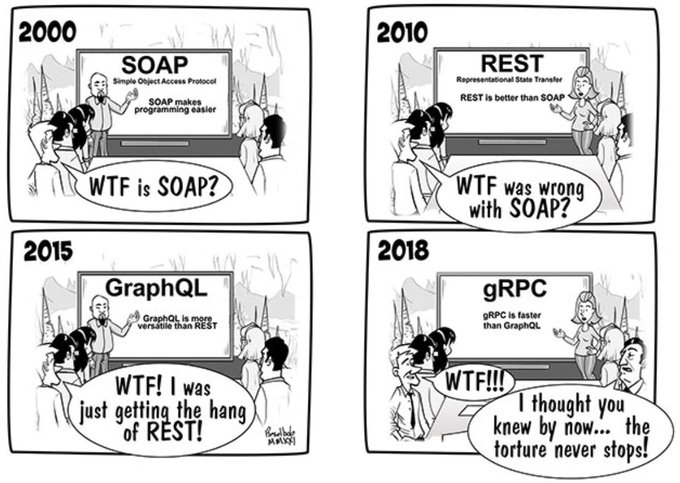 2000
SOAP
Simple Object Access Protocol
SOAP makes
programming easier
WTF is SOAP?
2010
REST
Representational State Transfer
REST is better than SOAP
WTF was wrong
with SOAP?
2015
GraphQL
GraphQL is more
versatile than REST
WTF! I was
just getting the hang
of REST!
MMXXI
2018
gRPC
gRPC is faster
than GraphQL
WTF!!!
I thought you
knew by now... the
torture never stops!